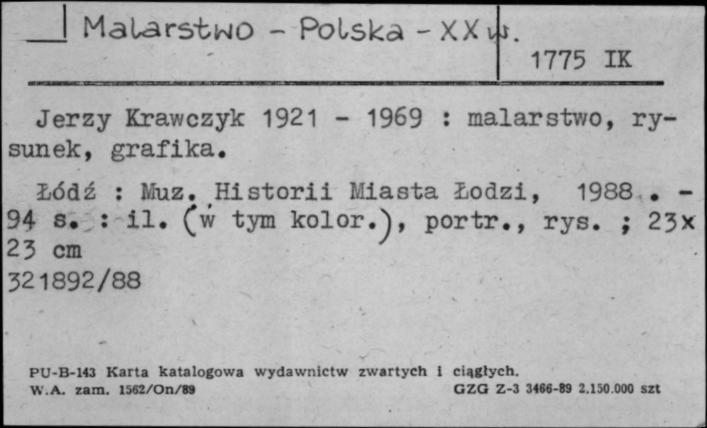 Malarstwo - Polska - XX w.
1775 IK
Jerzy Krawczyk 1921 - 1969 : malarstwo, ry-
sunek, grafika.
Łódź : Muz. Historii Miasta Łodzi, 1988 . -
94 s. : il. (w tym kolor.), portr., rys. ; 23x
23 cm
321892/88
PU-B-143 Karta katalogowa wydawnictw zwartych i ciągłych.
W.A. zam. 1562/On/89 GZG Z-3 3466-89 2.150.000 szt